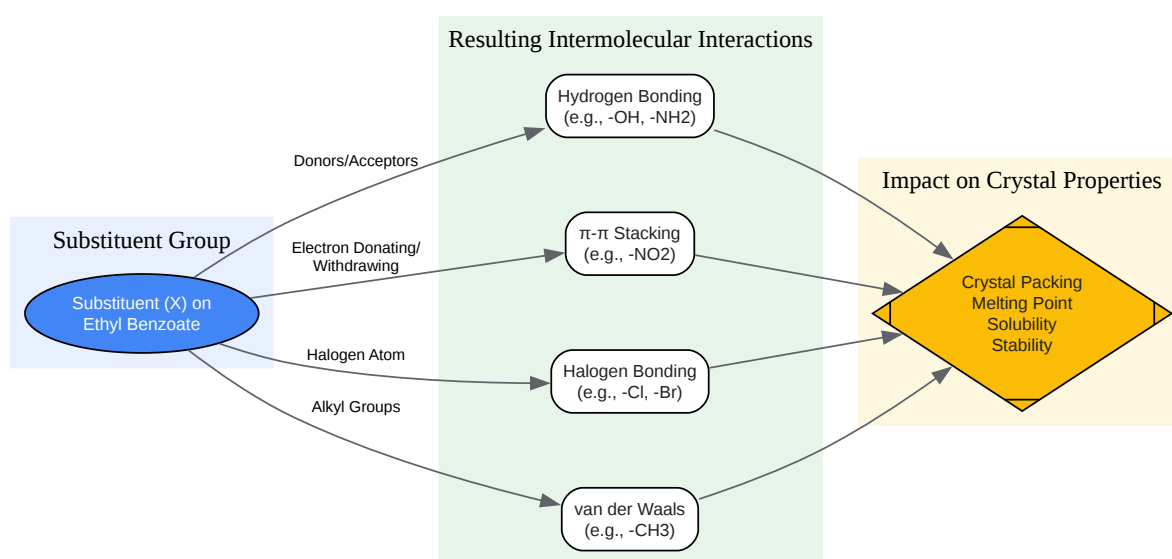 Substituent Group
Substituent (X) on
Ethyl Benzoate
Donors/Acceptors
Electron Donating/
Withdrawing
Halogen Atom
Alkyl Groups
Resulting Intermolecular Interactions
Hydrogen Bonding
(e.g., -OH, -NH2)
π-π Stacking
(e.g., -NO2)
Halogen Bonding
(e.g., -Cl, -Br)
van der Waals
(e.g., -CH3)
Impact on Crystal Properties
Crystal Packing
Melting Point
Solubility
Stability